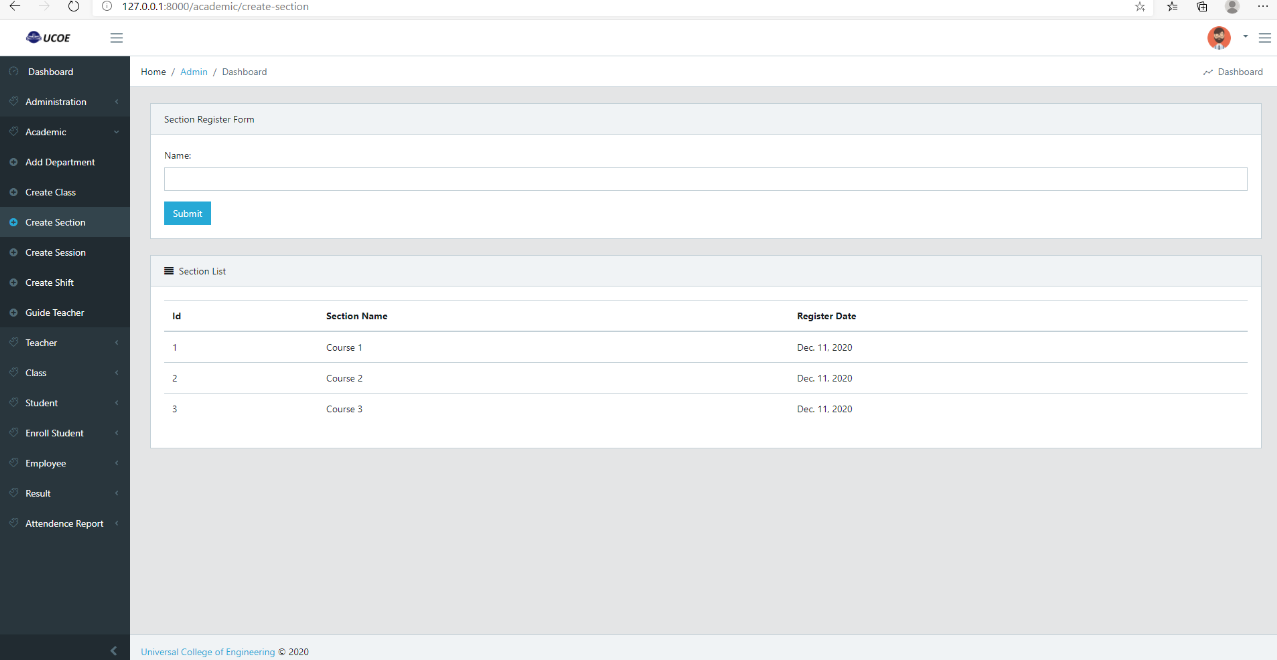 127.0.0.1:8000/academic/create-section
UCOE
Dashboard
Administration
Academic
Add Department
Create Class
Create Section
Create Session
Create Shift
Guide Teacher
Teacher
Class
Student
Enroll Student
Employee
Result
Attendence Report
Home / Admin / Dashboard
Dashboard
Section Register Form
Name:
Submit
Section List
Id Section Name Register Date
1 Course 1 Dec. 11, 2020
2 Course 2 Dec. 11, 2020
3 Course 3 Dec. 11, 2020
Universal College of Engineering © 2020